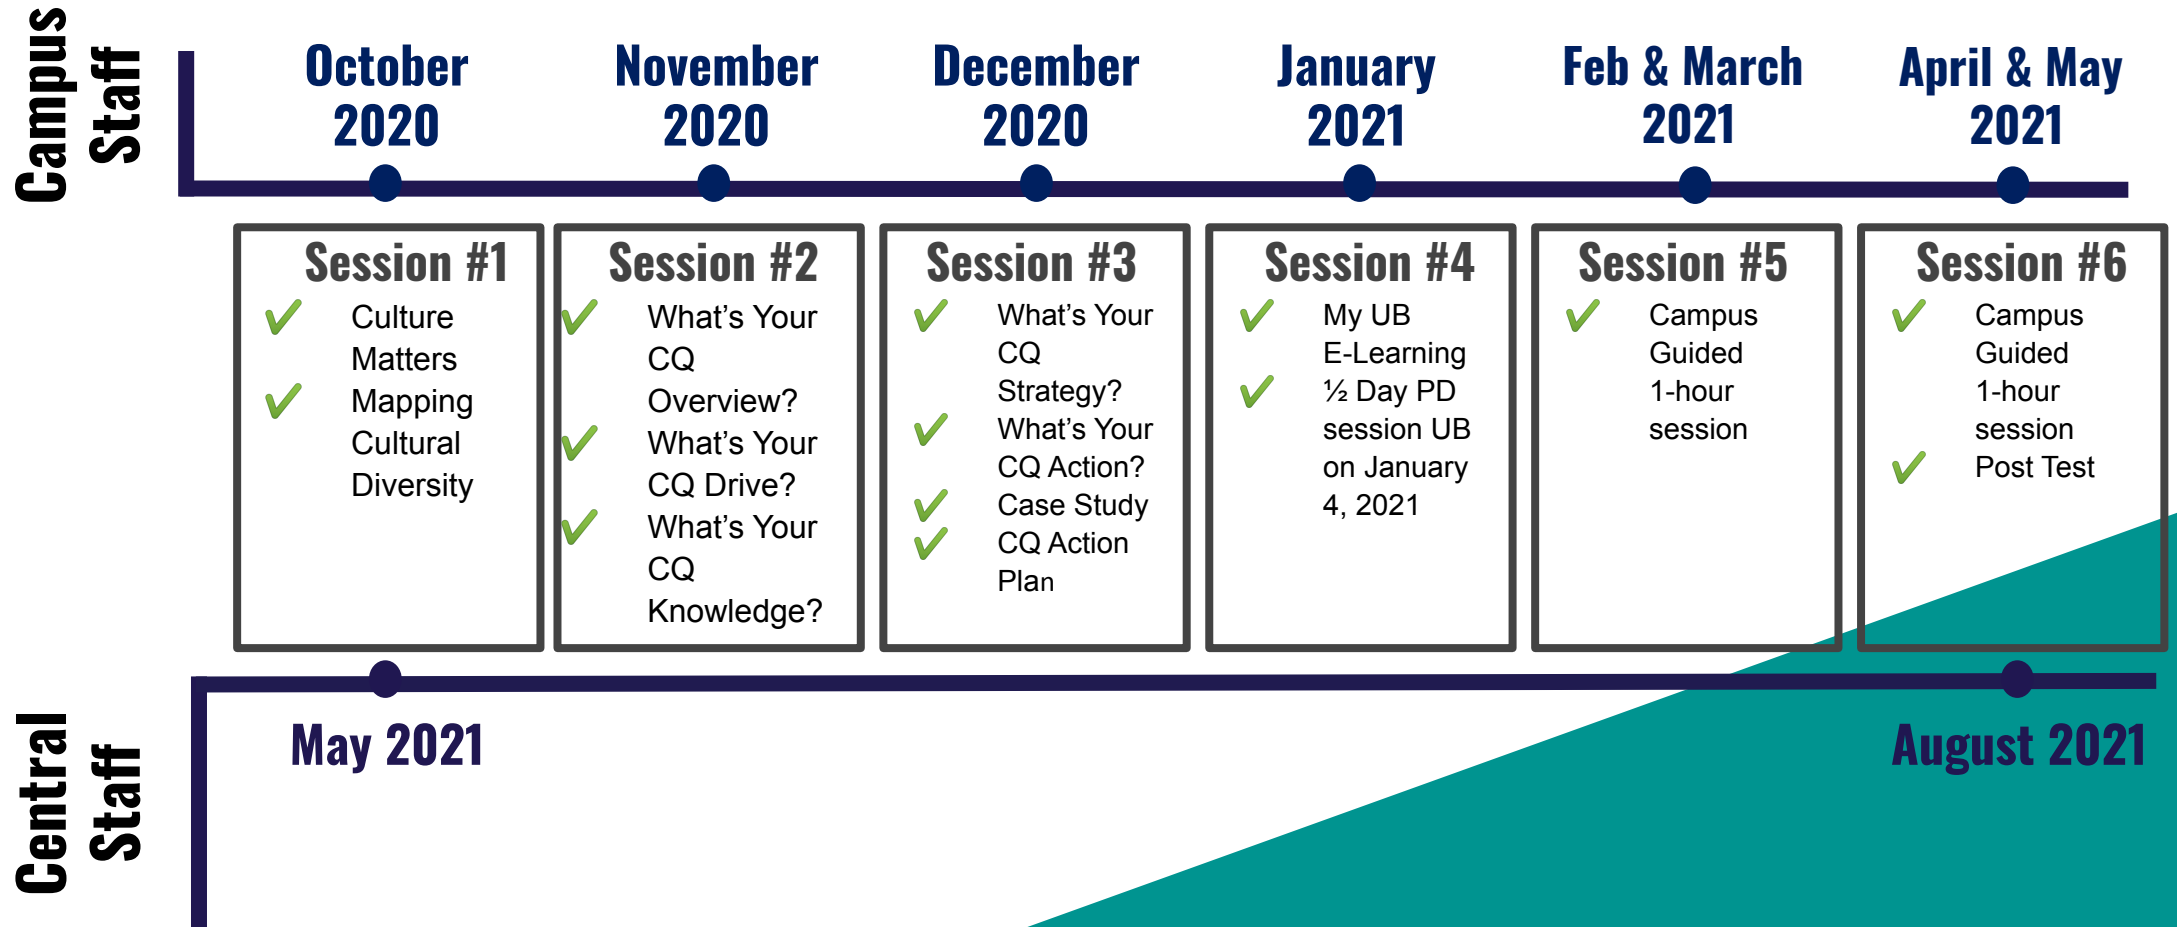 Campus
Staff
October
2020
November
2020
December
2020
January
2021
Feb & March
2021
April & May
2021
Session #1
Culture
Matters
Mapping
Cultural
Diversity
Session #2
What’s Your
CQ
Overview?
What’s Your
CQ Drive?
What’s Your
CQ
Knowledge?
Session #3
What’s Your
CQ
Strategy?
What’s Your
CQ Action?
Case Study
CQ Action
Plan
Session #4
My UB
E-Learning
½ Day PD
session UB
on January
4, 2021
Session #5
Campus
Guided
1-hour
session
Session #6
Campus
Guided
1-hour
session
Post Test
Central
Staff
May 2021
August 2021